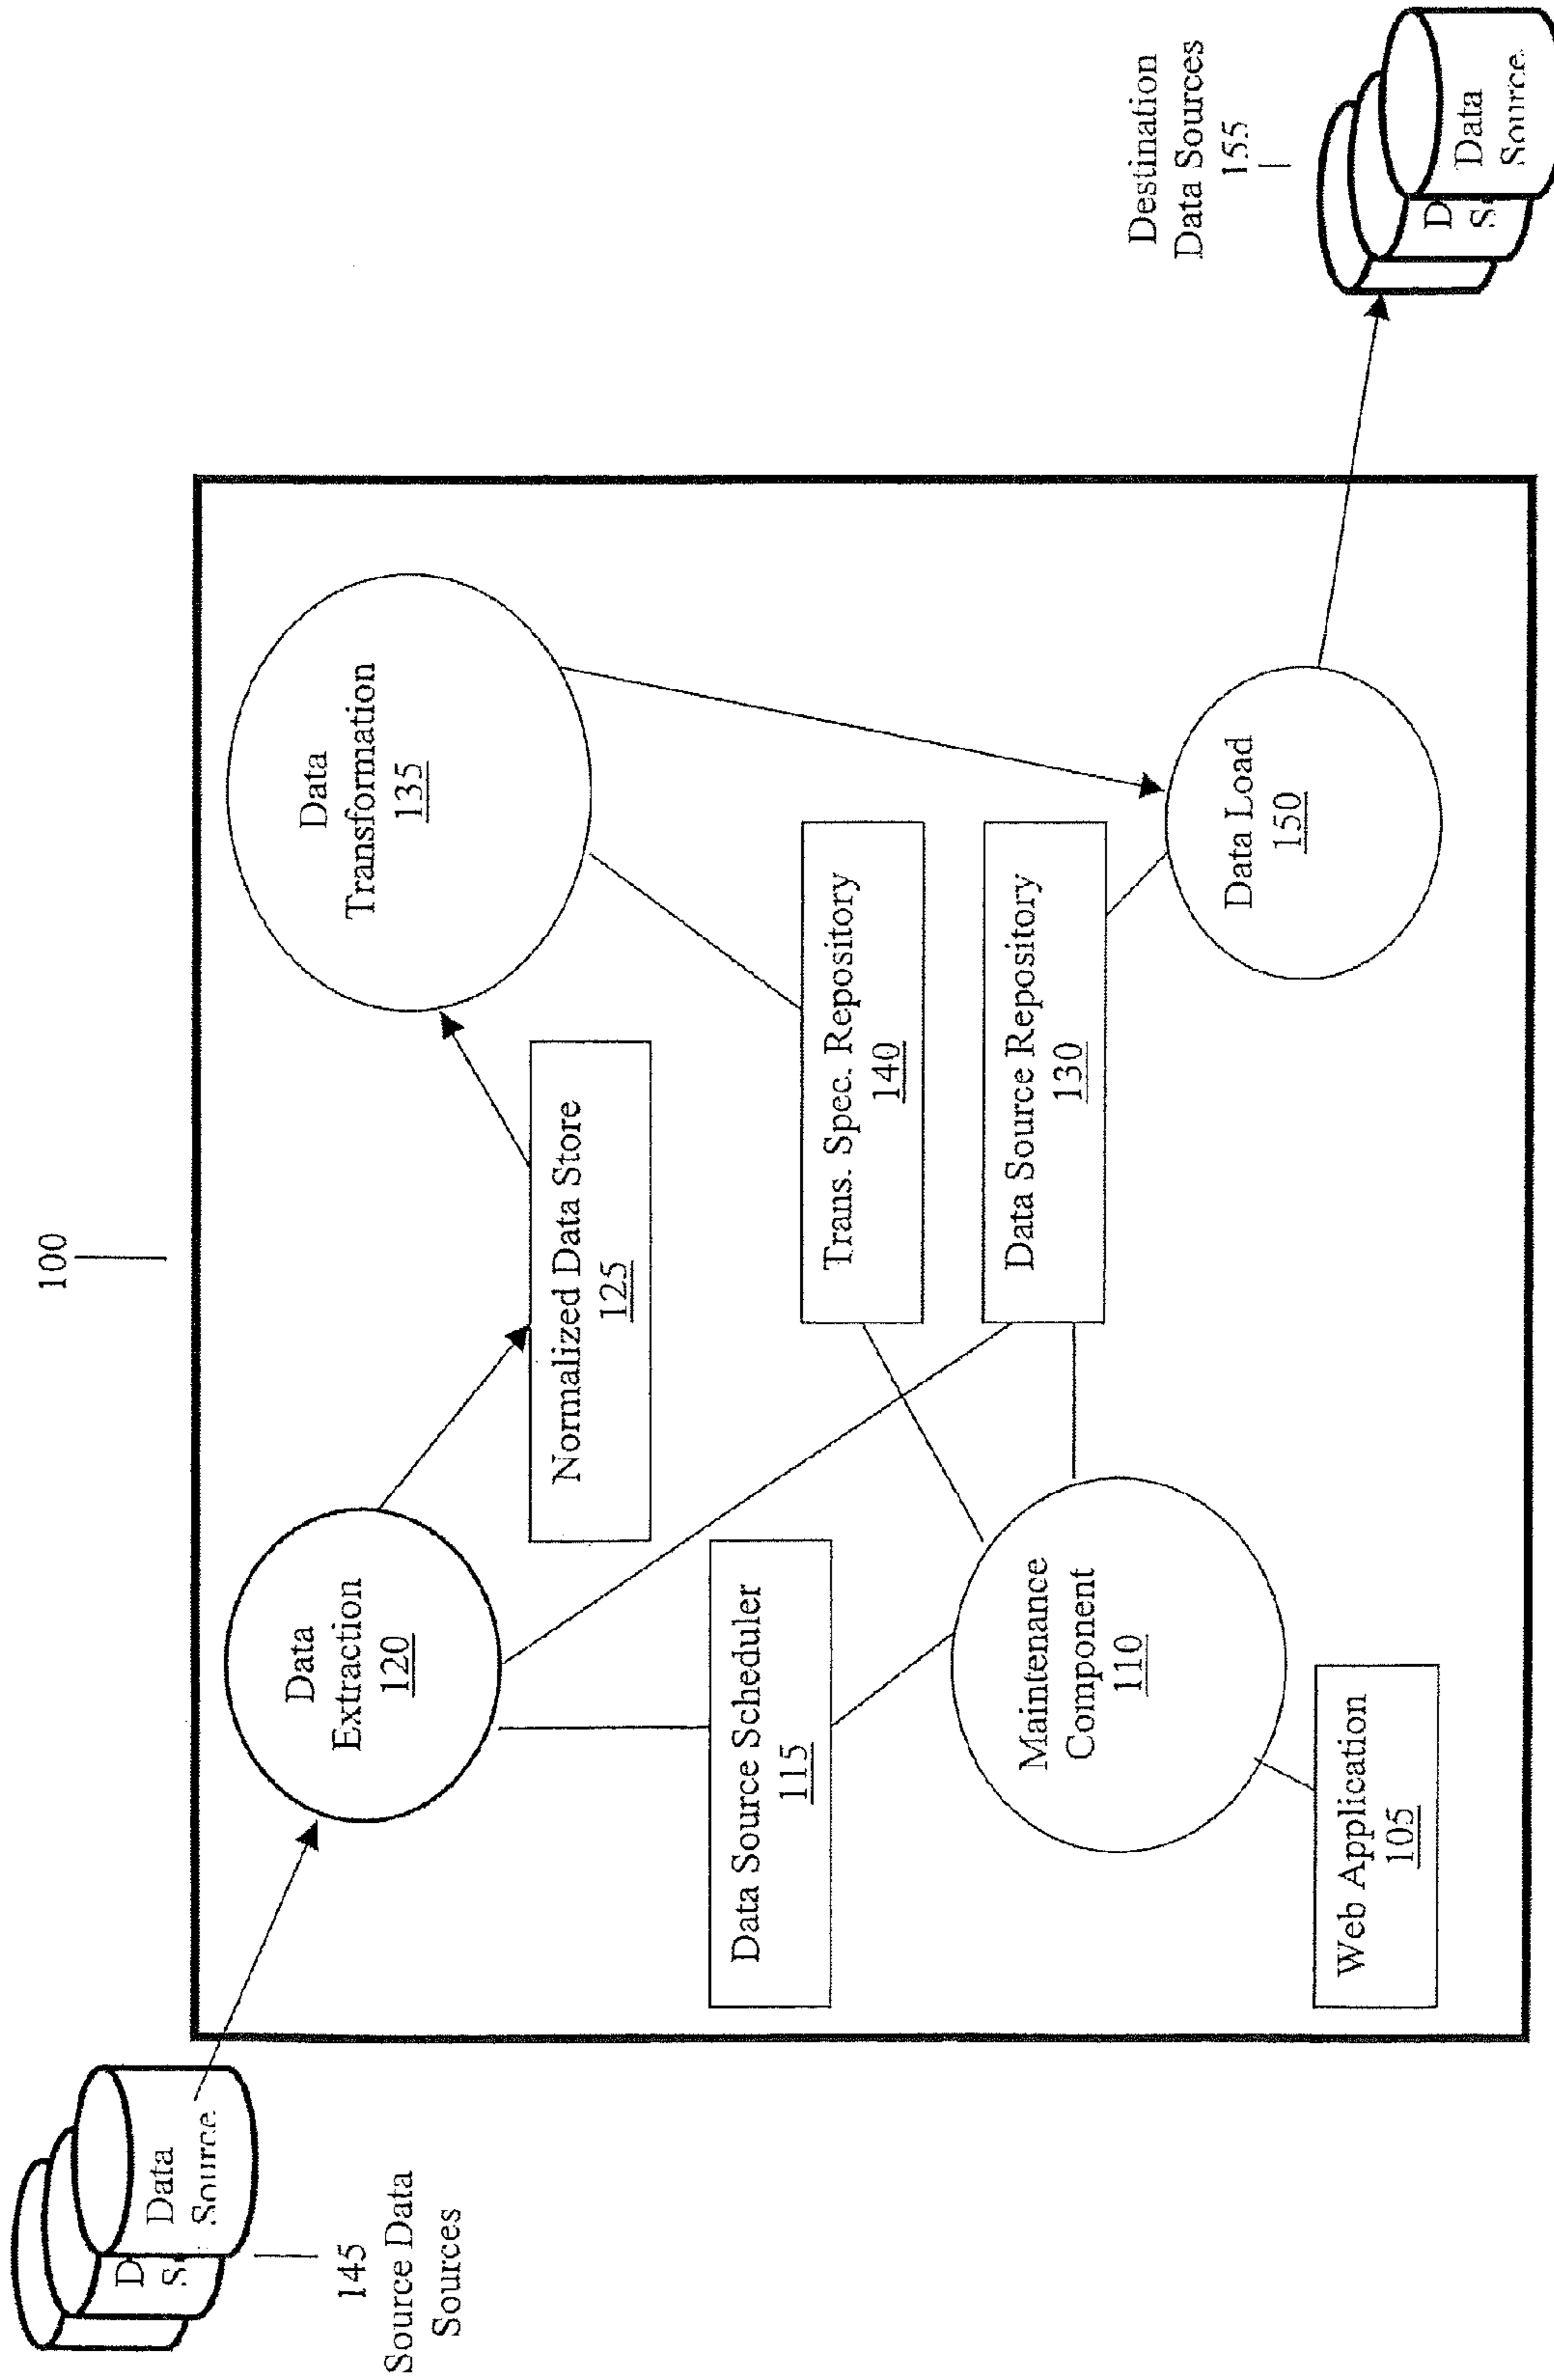 100
Data
Source
D
S
145
Source Data
Sources
Data
Extraction
120
Normalized Data Store
125
Data
Transformation
135
Data Source Scheduler
115
Trans. Spec. Repository
140
Data Source Repository
130
Maintenance
Component
110
Web Application
105
Data Load
150
Destination
Data Sources
155
Data
Source
D
S